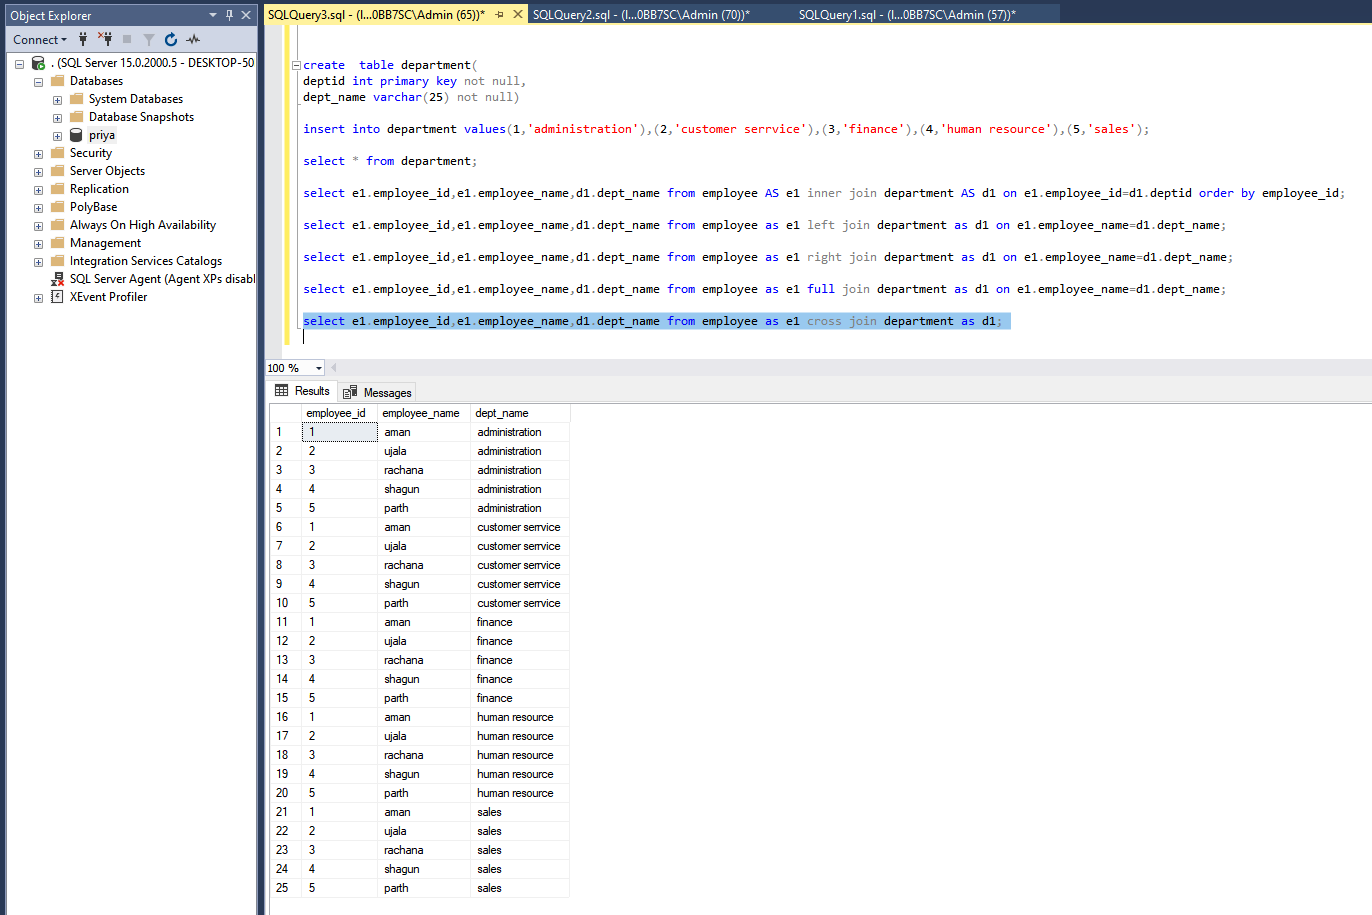 Object Explorer
Connect
. (SQL Server 15.0.2000.5 - DESKTOP-50
Databases
System Databases
Database Snapshots
priya
Security
Server Objects
Replication
PolyBase
Always On High Availability
Management
Integration Services Catalogs
SQL Server Agent (Agent XPs disabl
XEvent Profiler
SQLQuery3.sql - (l...0BB7SC\Admin (65))* SQLQuery2.sql - (l...0BB7SC\Admin (70))* SQLQuery1.sql - (l...0BB7SC\Admin (57))*
create  table department(
deptid int primary key not null,
dept_name varchar(25) not null)
insert into department values(1,'administration'),(2,'customer serrvice'),(3,'finance'),(4,'human resource'),(5,'sales');
select * from department;
select e1.employee_id,e1.employee_name,d1.dept_name from employee AS e1 inner join department AS d1 on e1.employee_id=d1.deptid order by employee_id;
select e1.employee_id,e1.employee_name,d1.dept_name from employee as e1 left join department as d1 on e1.employee_name=d1.dept_name;
select e1.employee_id,e1.employee_name,d1.dept_name from employee as e1 right join department as d1 on e1.employee_name=d1.dept_name;
select e1.employee_id,e1.employee_name,d1.dept_name from employee as e1 full join department as d1 on e1.employee_name=d1.dept_name;
select e1.employee_id,e1.employee_name,d1.dept_name from employee as e1 cross join department as d1;
100 %
Results Messages
employee_id employee_name dept_name
1 1 aman administration
2 2 ujala administration
3 3 rachana administration
4 4 shagun administration
5 5 parth administration
6 1 aman customer serrvice
7 2 ujala customer serrvice
8 3 rachana customer serrvice
9 4 shagun customer serrvice
10 5 parth customer serrvice
11 1 aman finance
12 2 ujala finance
13 3 rachana finance
14 4 shagun finance
15 5 parth finance
16 1 aman human resource
17 2 ujala human resource
18 3 rachana human resource
19 4 shagun human resource
20 5 parth human resource
21 1 aman sales
22 2 ujala sales
23 3 rachana sales
24 4 shagun sales
25 5 parth sales